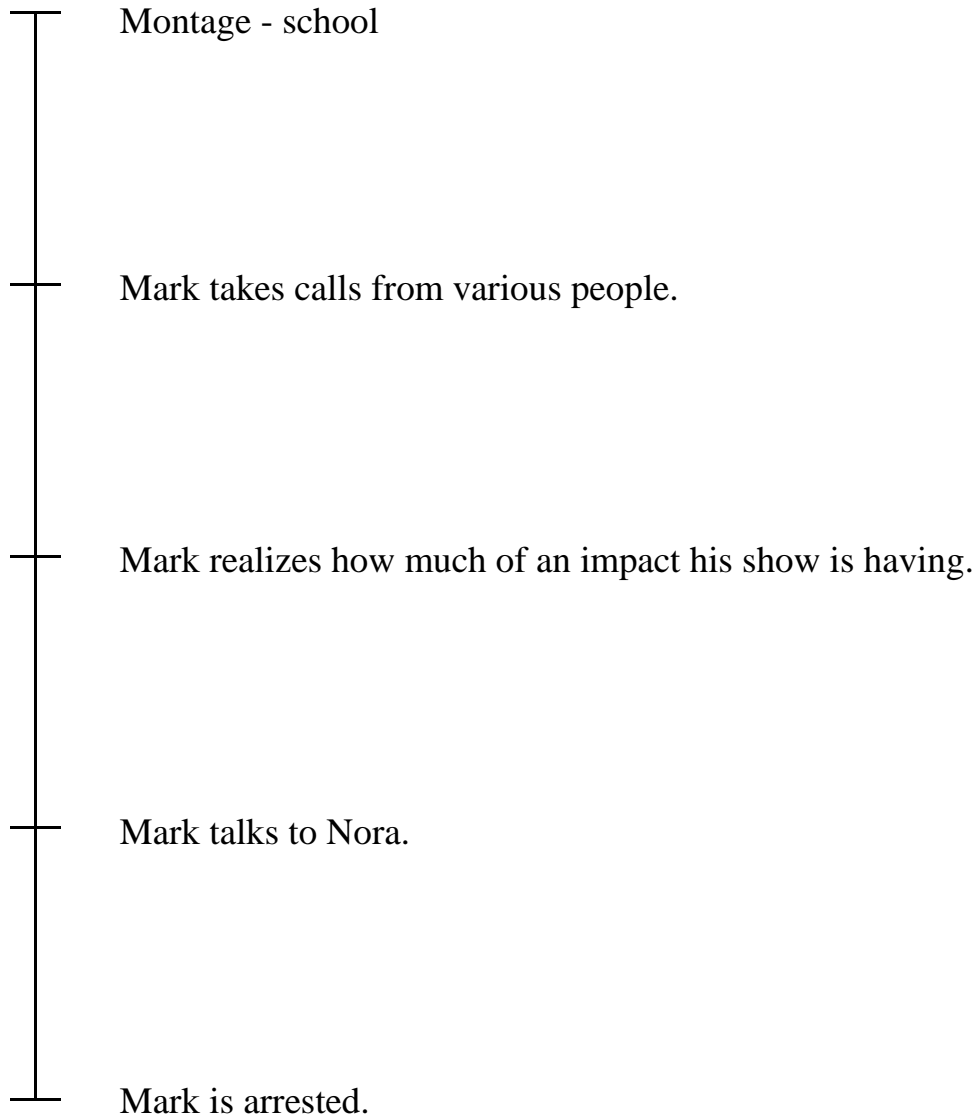 Montage - school
Mark takes calls from various people.
Mark realizes how much of an impact his show is having.
Mark talks to Nora.
Mark is arrested.